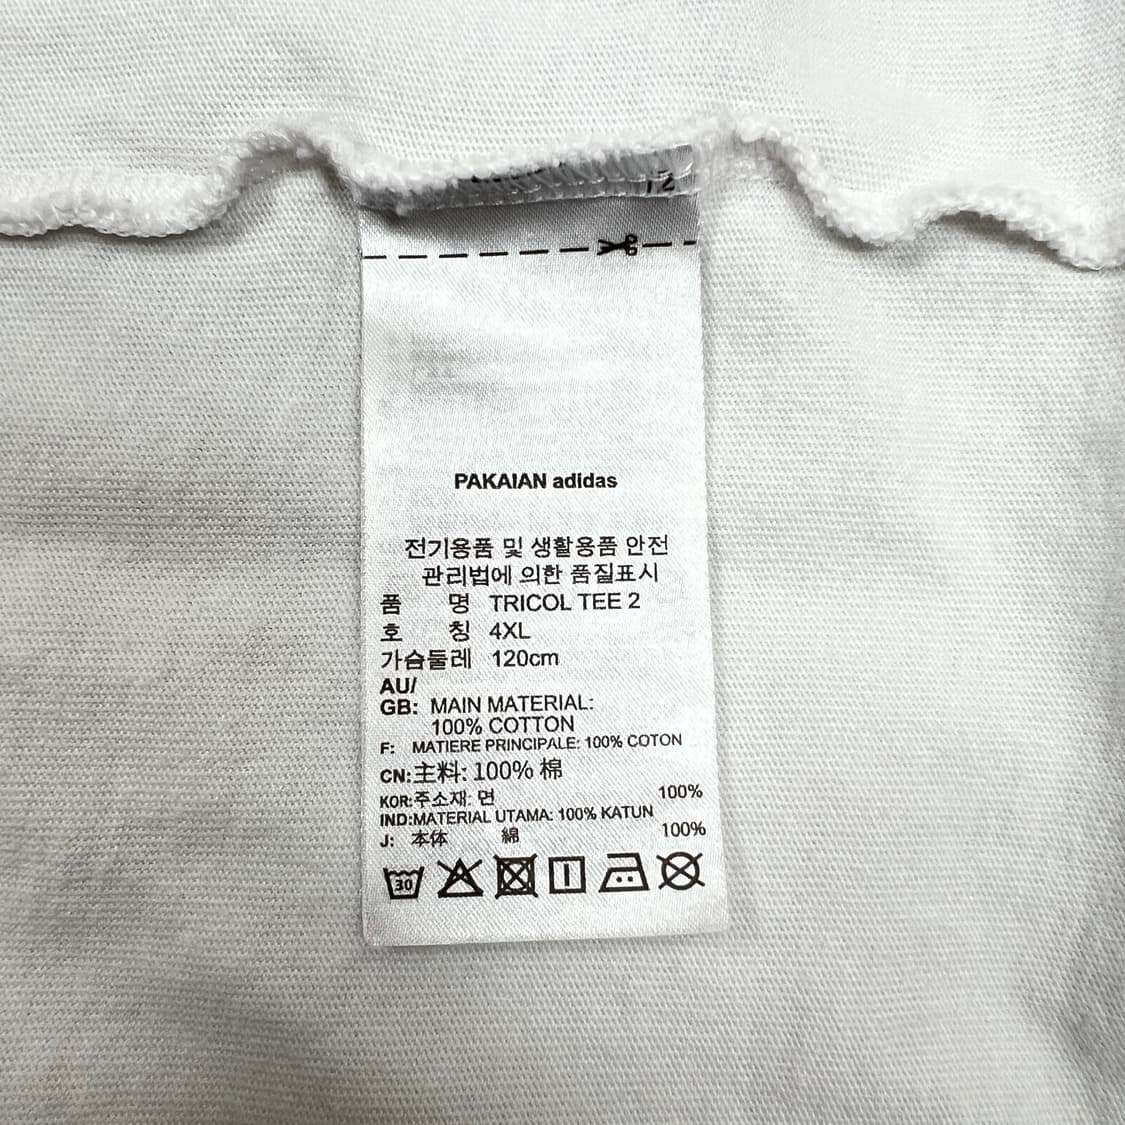 12
PAKAIAN adidas
전기용품 및 생활용품 안전
관리법에 의한 품질표시
품 명 TRICOL TEE 2
호 칭 4XL
가슴둘레 120cm
AU/
GB: MAIN MATERIAL:
100% COTTON
F: MATIERE PRINCIPALE: 100% COTON
CN:主料: 100% 棉
KOR:주소재: 면 100%
IND:MATERIAL UTAMA: 100% KATUN
J: 本体 綿 100%
30